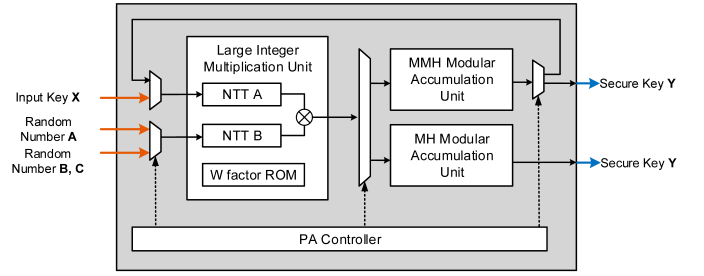 Large Integer
Multiplication Unit
NTT A
NTT B
W factor ROM
MMH Modular
Accumulation
Unit
MH Modular
Accumulation
Unit
Input Key X
Random
Number A
Random
Number B, C
Secure Key Y
Secure Key Y
PA Controller